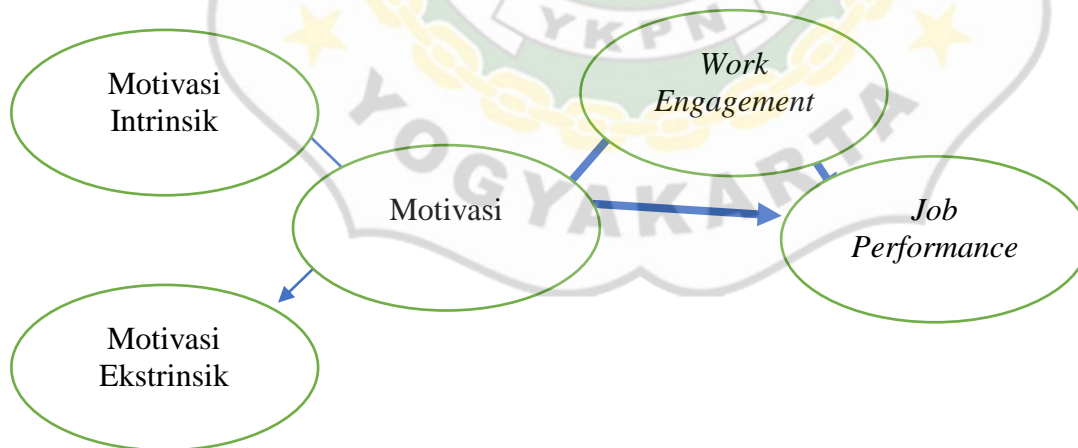 YKPN
YOGYAKARTA
Motivasi
Intrinsik
Work
Engagement
Motivasi
Job
Performance
Motivasi
Ekstrinsik